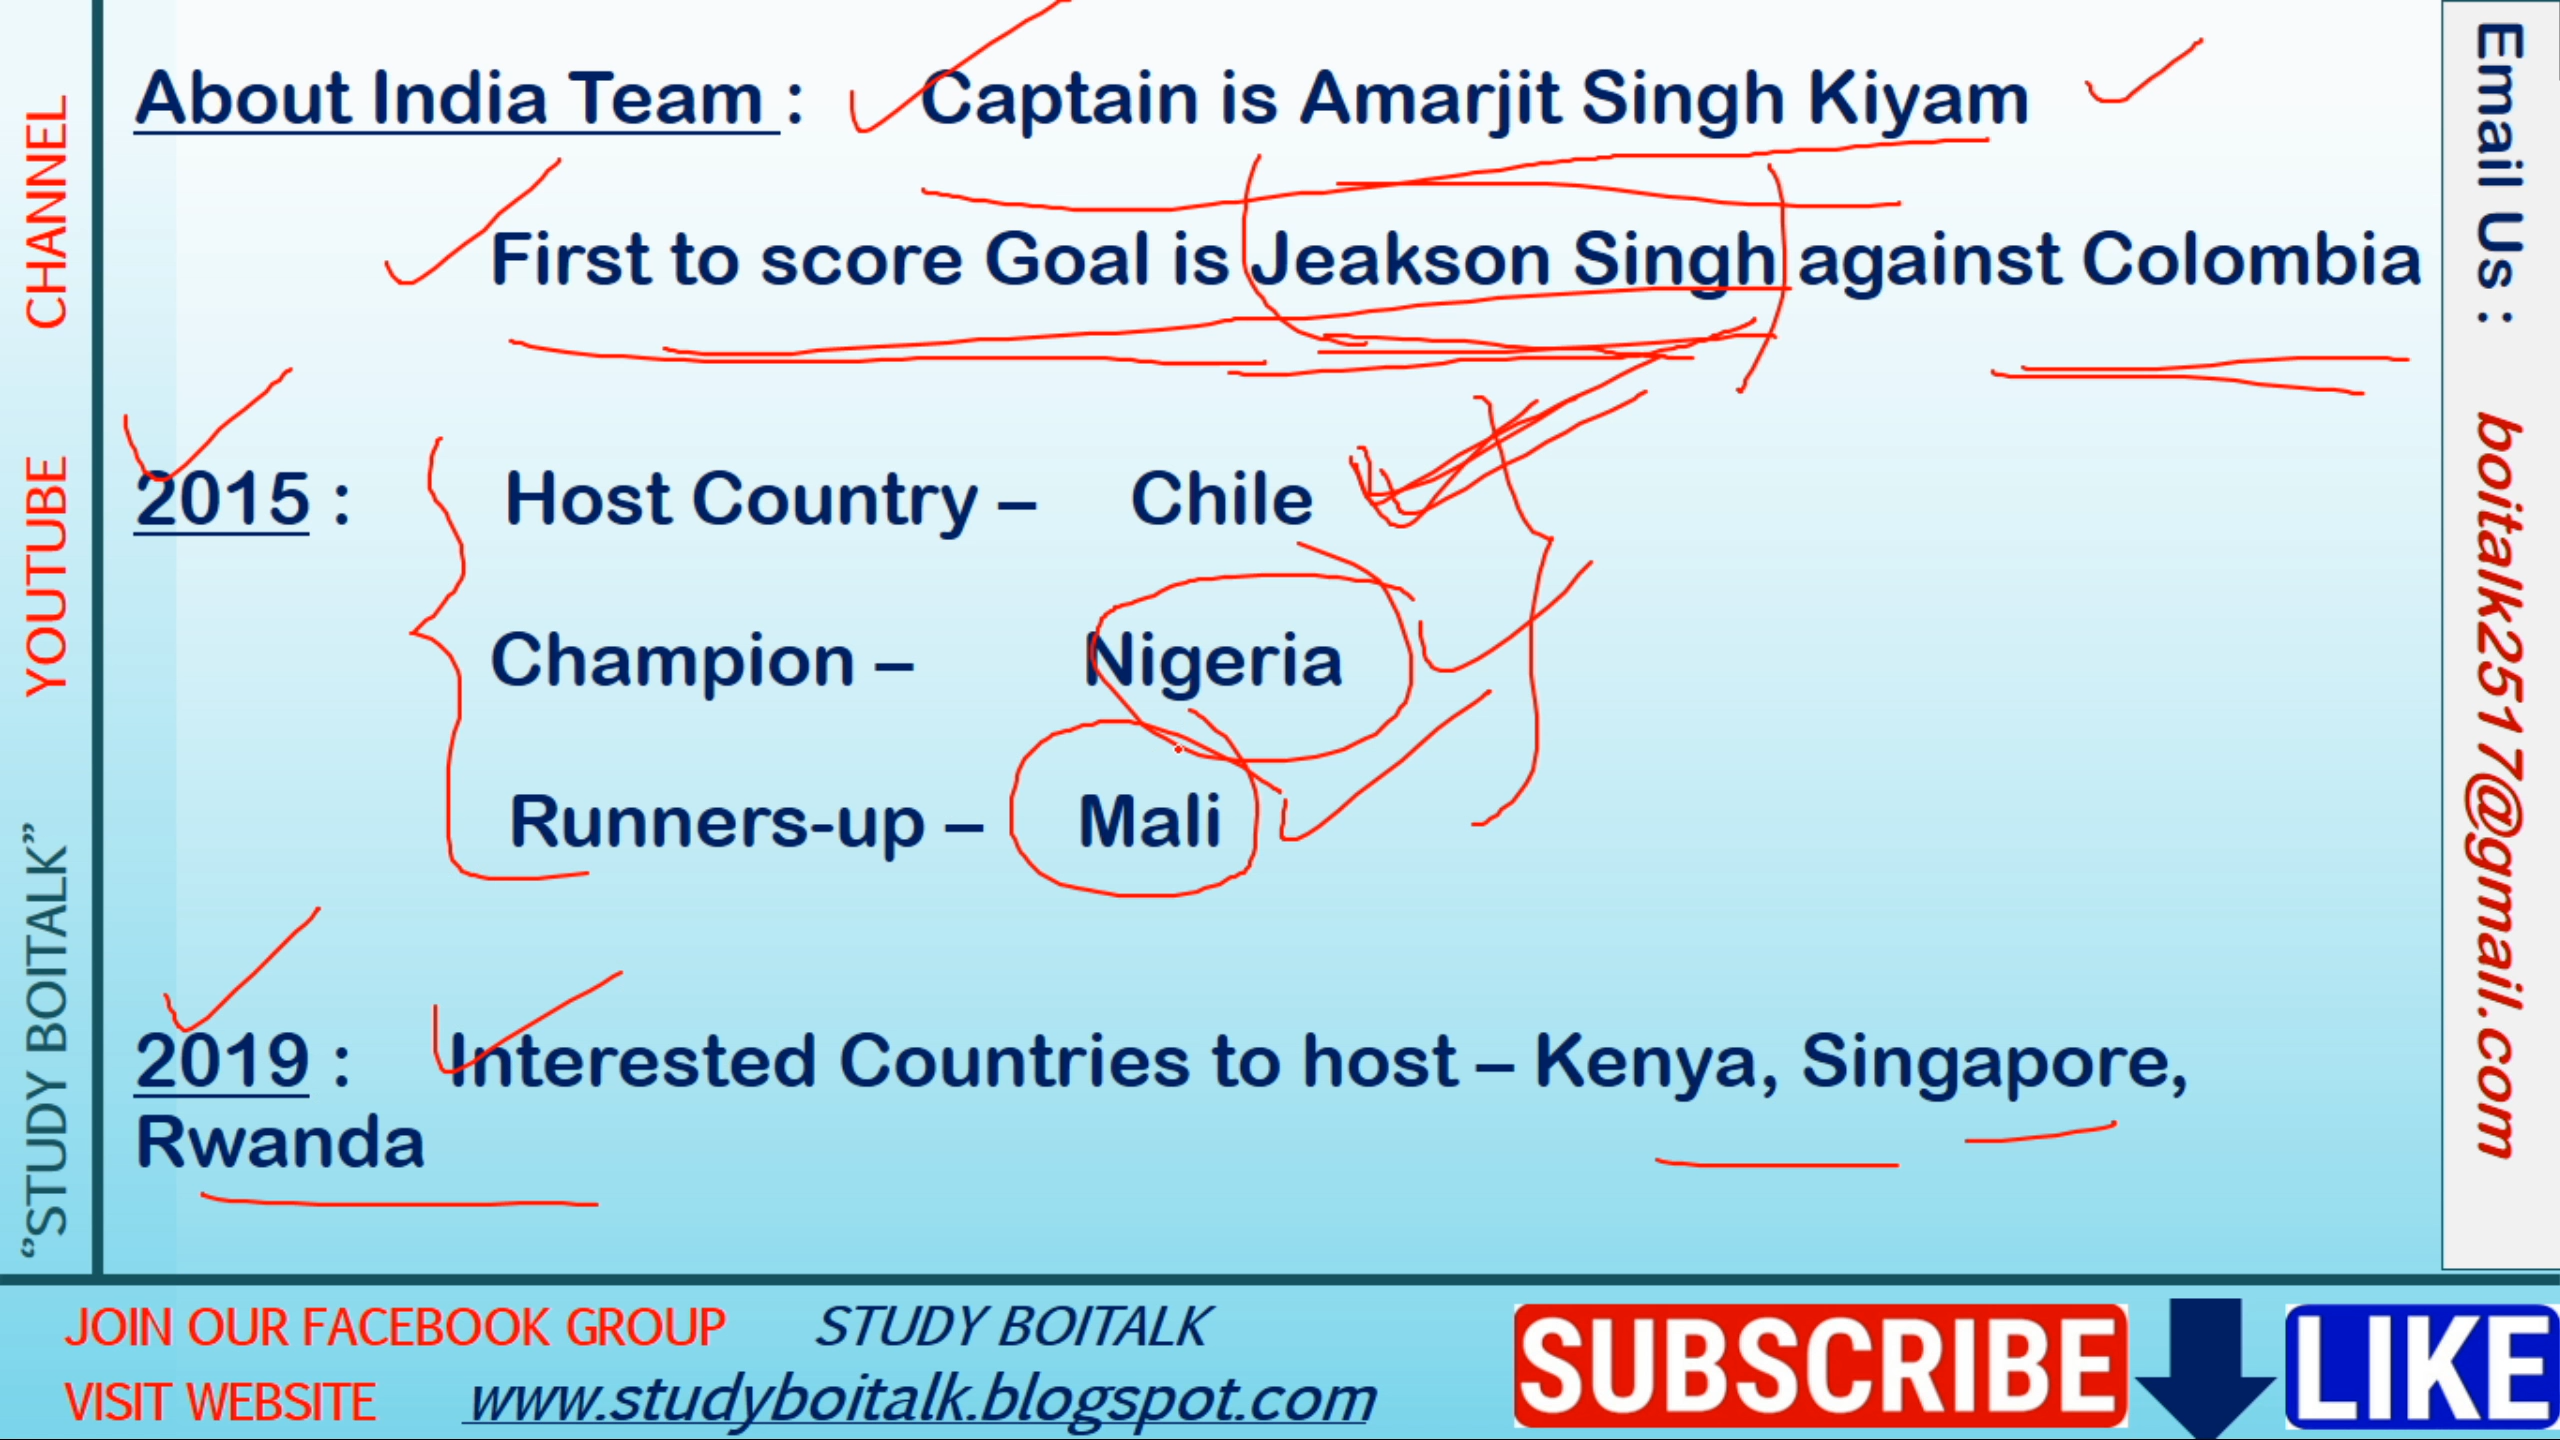 About India Team : Captain is Amarjit Singh Kiyam
First to score Goal is Jeakson Singh against Colombia
2015 : Host Country – Chile
Champion – Nigeria
Runners-up – Mali
2019 : Interested Countries to host – Kenya, Singapore,
Rwanda
"STUDY BOITALK” YOUTUBE CHANNEL
Email Us : boitalk2517@gmail.com
JOIN OUR FACEBOOK GROUP STUDY BOITALK
VISIT WEBSITE www.studyboitalk.blogspot.com
SUBSCRIBE LIKE